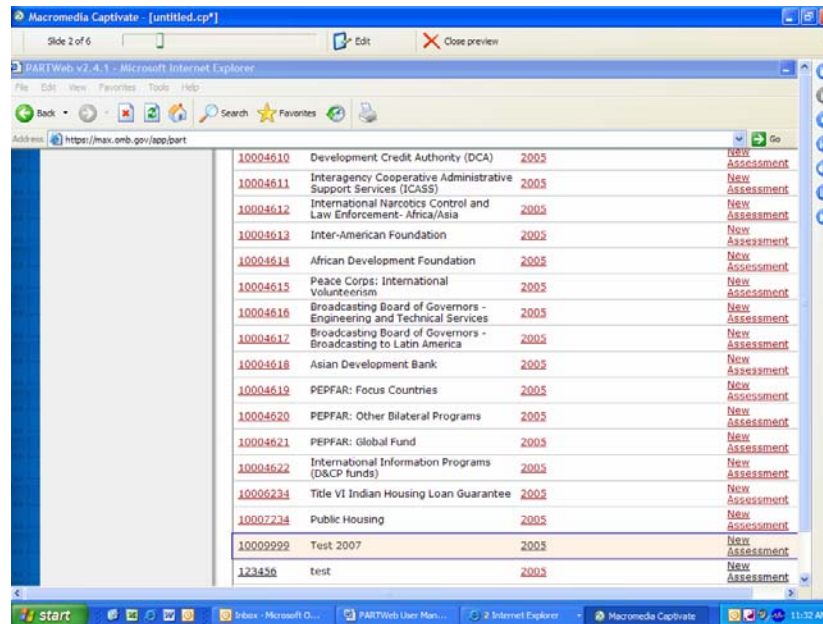 Macromedia Captivate - [untitled.cp*]
Slide 2 of 6 Edit Close preview
PARTWeb v2.4.1 - Microsoft Internet Explorer
File Edit View Favorites Tools Help
Back Search Favorites
Address https://max.omb.gov/app/part Go
10004610 Development Credit Authority (DCA) 2005 New Assessment
10004611 Interagency Cooperative Administrative Support Services (ICASS) 2005 New Assessment
10004612 International Narcotics Control and Law Enforcement- Africa/Asia 2005 New Assessment
10004613 Inter-American Foundation 2005 New Assessment
10004614 African Development Foundation 2005 New Assessment
10004615 Peace Corps: International Volunteerism 2005 New Assessment
10004616 Broadcasting Board of Governors - Engineering and Technical Services 2005 New Assessment
10004617 Broadcasting Board of Governors - Broadcasting to Latin America 2005 New Assessment
10004618 Asian Development Bank 2005 New Assessment
10004619 PEPFAR: Focus Countries 2005 New Assessment
10004620 PEPFAR: Other Bilateral Programs 2005 New Assessment
10004621 PEPFAR: Global Fund 2005 New Assessment
10004622 International Information Programs (D&CP funds) 2005 New Assessment
10006234 Title VI Indian Housing Loan Guarantee 2005 New Assessment
10007234 Public Housing 2005 New Assessment
10009999 Test 2007 2005 New Assessment
123456 test 2005 New Assessment
start Inbox - Microsoft O... PARTWeb User Man... 2 Internet Explorer Macromedia Captivate 11:32 AM